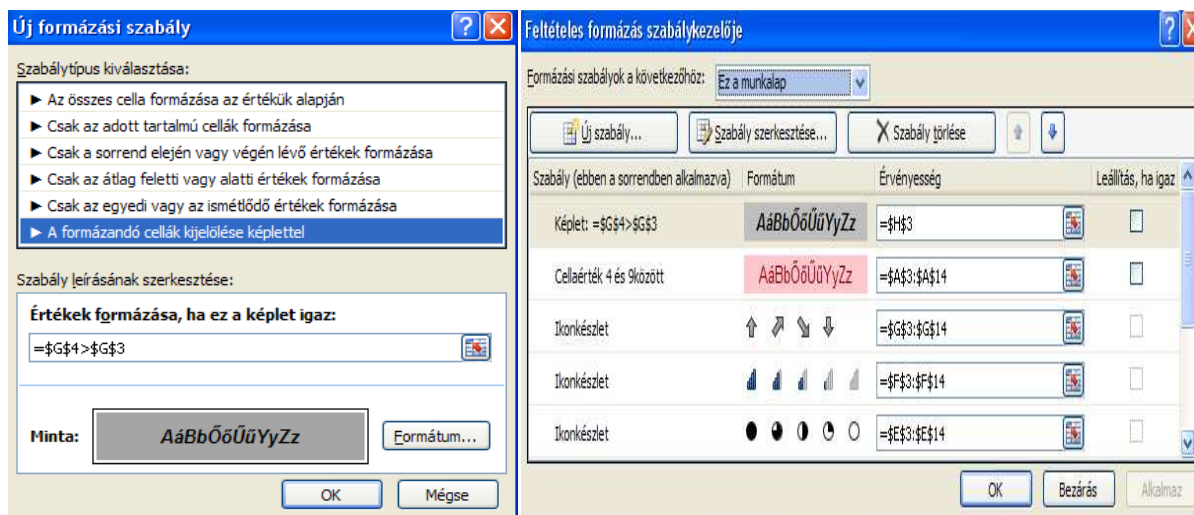 Új formázási szabály
Szabálytípus kiválasztása:
► Az összes cella formázása az értékük alapján
► Csak az adott tartalmú cellák formázása
► Csak a sorrend elején vagy végén lévő értékek formázása
► Csak az átlag feletti vagy alatti értékek formázása
► Csak az egyedi vagy az ismétlődő értékek formázása
► A formázandó cellák kijelölése képlettel
Szabály leírásának szerkesztése:
Értékek formázása, ha ez a képlet igaz:
=$G$4>$G$3
Minta: AáBbŐőŰűYyZz Formátum...
OK Mégse
Feltételes formázás szabálykezelője
Formázási szabályok a következőhöz: Ez a munkalap
Új szabály... Szabály szerkesztése... Szabály törlése
Szabály (ebben a sorrendben alkalmazva) Formátum Érvényesség Leállítás, ha igaz
Képlet: =$G$4>$G$3 AáBbŐőŰűYyZz =$H$3
Cellaérték 4 és 9között AáBbŐőŰűYyZz =$A$3:$A$14
Ikonkészlet =$G$3:$G$14
Ikonkészlet =$F$3:$F$14
Ikonkészlet =$E$3:$E$14
OK Bezárás Alkalmaz